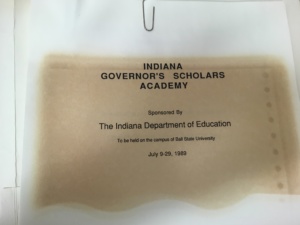 INDIANA
GOVERNOR'S SCHOLARS
ACADEMY
Sponsored By
The Indiana Department of Education
To be held on the campus of Ball State University
July 9-29, 1989